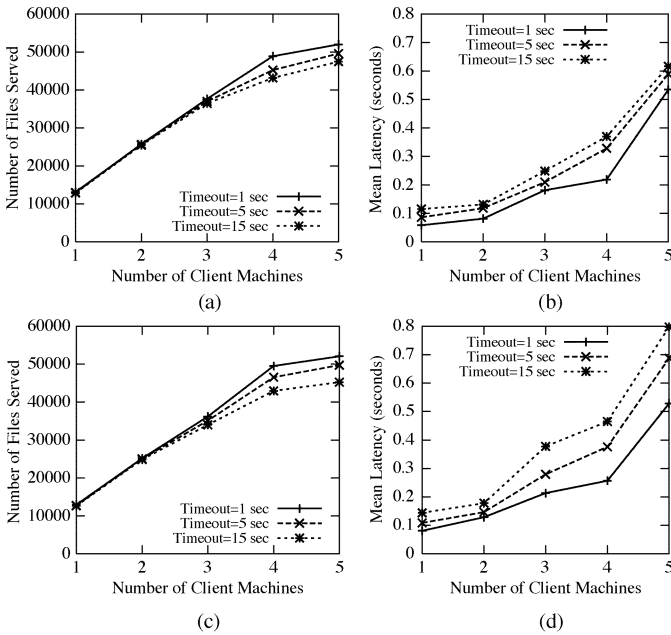 60000
50000
40000
30000
20000
10000
0
Number of Files Served
Timeout=1 sec
Timeout=5 sec
Timeout=15 sec
1 2 3 4 5
Number of Client Machines
(a)
0.8
0.7
0.6
0.5
0.4
0.3
0.2
0.1
0
Mean Latency (seconds)
Timeout=1 sec
Timeout=5 sec
Timeout=15 sec
1 2 3 4 5
Number of Client Machines
(b)
60000
50000
40000
30000
20000
10000
0
Number of Files Served
Timeout=1 sec
Timeout=5 sec
Timeout=15 sec
1 2 3 4 5
Number of Client Machines
(c)
0.8
0.7
0.6
0.5
0.4
0.3
0.2
0.1
0
Mean Latency (seconds)
Timeout=1 sec
Timeout=5 sec
Timeout=15 sec
1 2 3 4 5
Number of Client Machines
(d)